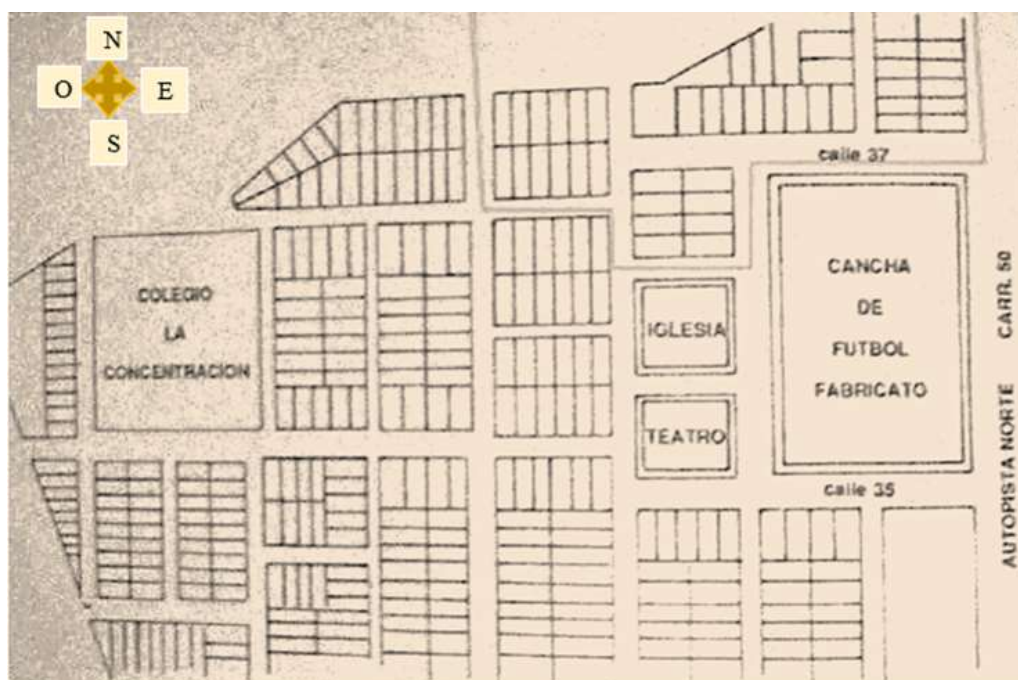 N
O
E
S
calle 37
COLEGIO
LA
CONCENTRACION
IGLESIA
TEATRO
CANCHA
DE
FUTBOL
FABRICATO
calle 35
AUTOPISTA NORTE CARR. 50